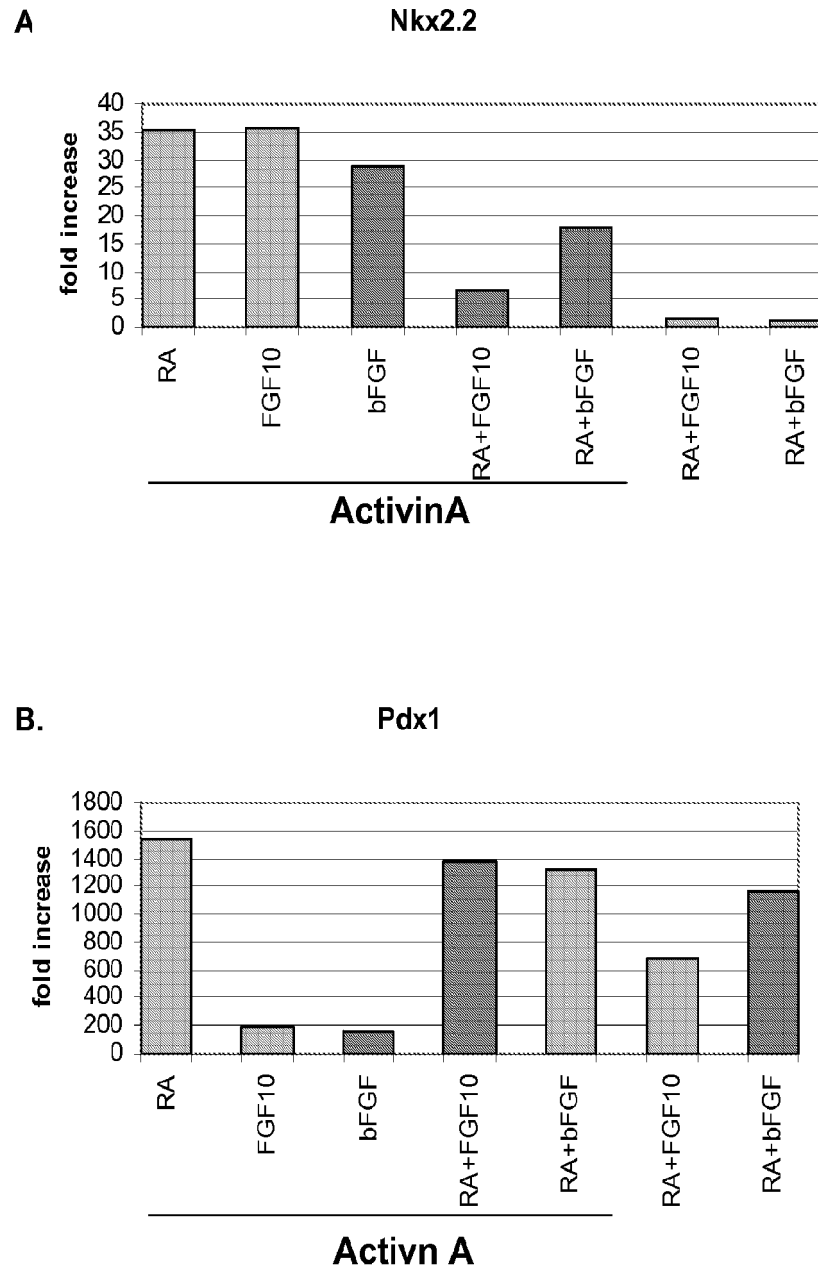 A
Nkx2.2
fold increase
40
35
30
25
20
15
10
5
0
RA
FGF10
bFGF
RA+FGF10
RA+bFGF
RA+FGF10
RA+bFGF
ActivinA
B.
Pdx1
fold increase
1800
1600
1400
1200
1000
800
600
400
200
0
RA
FGF10
bFGF
RA+FGF10
RA+bFGF
RA+FGF10
RA+bFGF
Activn A